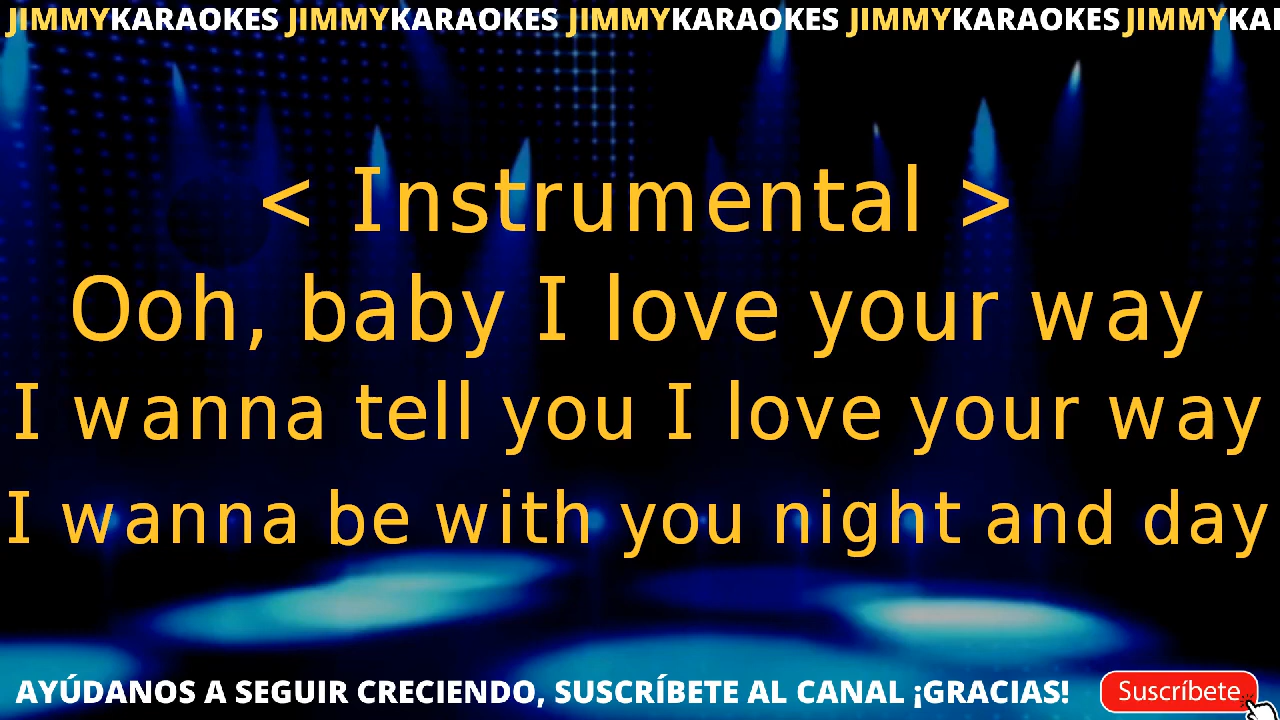 JIMMYKARAOKES JIMMYKARAOKES JIMMYKARAOKES JIMMYKARAOKES JIMMYKA
< Instrumental >
Ooh, baby I love your way
I wanna tell you I love your way
I wanna be with you night and day
AYÚDANOS A SEGUIR CRECIENDO, SUSCRÍBETE AL CANAL ¡GRACIAS! Suscríbete